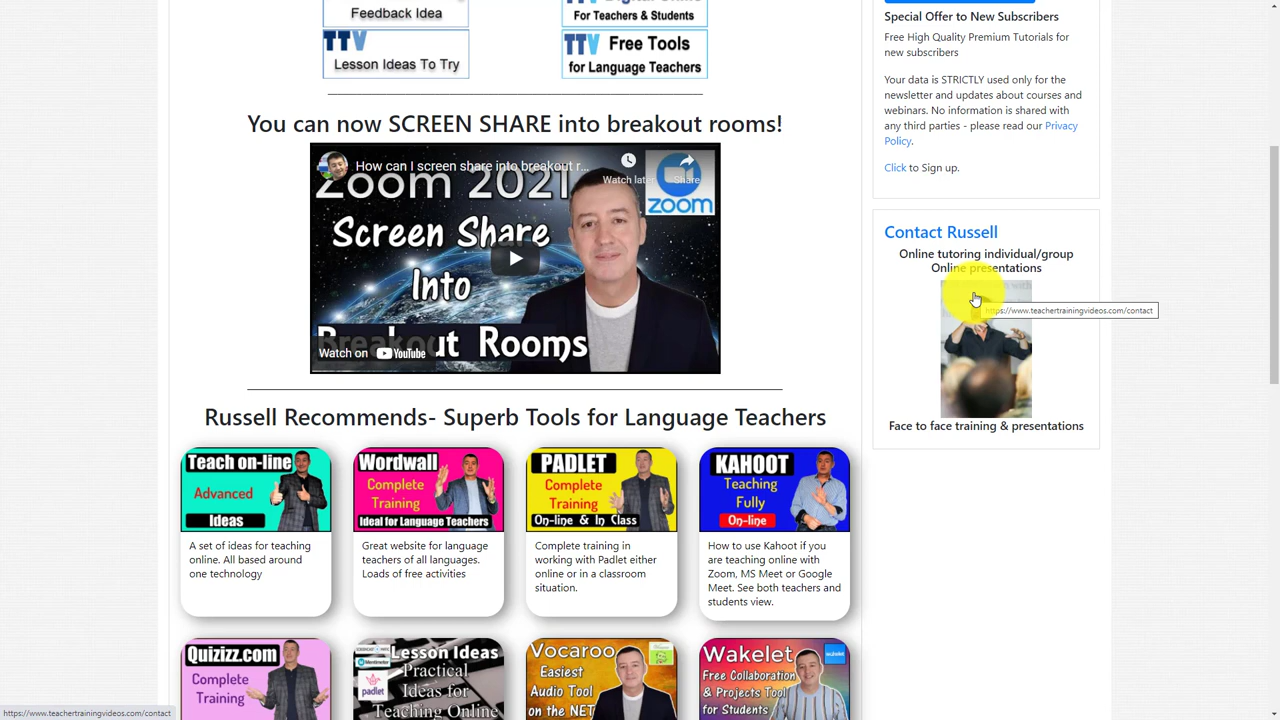 Feedback Idea
For Teachers & Students
TTV
Lesson Ideas To Try
TTV Free Tools
for Language Teachers
You can now SCREEN SHARE into breakout rooms!
How can I screen share into breakout r...
Watch later
Share
Zoom 2021
zoom
Screen Share
Into
Breakout Rooms
Watch on YouTube
Russell Recommends- Superb Tools for Language Teachers
Teach on-line
Advanced
Ideas
A set of ideas for teaching
online. All based around
one technology
Wordwall
Complete
Training
Ideal for Language Teachers
Great website for language
teachers of all languages.
Loads of free activities
PADLET
Complete
Training
On-line & In Class
Complete training in
working with Padlet either
online or in a classroom
situation.
KAHOOT
Teaching
Fully
On-line
How to use Kahoot if you
are teaching online with
Zoom, MS Meet or Google
Meet. See both teachers and
students view.
Quizizz.com
Complete
Training
Lesson Ideas
Mentimeter
padlet
Practical
Ideas for
Teaching Online
Vocaroo
Easiest
Audio Tool
on the NET
Wakelet
Free Collaboration
& Projects Tool
for Students
Special Offer to New Subscribers
Free High Quality Premium Tutorials for
new subscribers
Your data is STRICTLY used only for the
newsletter and updates about courses and
webinars. No information is shared with
any third parties - please read our Privacy
Policy.
Click to Sign up.
Contact Russell
Online tutoring individual/group
Online presentations
https://www.teachertrainingvideos.com/contact
Face to face training & presentations
https://www.teachertrainingvideos.com/contact